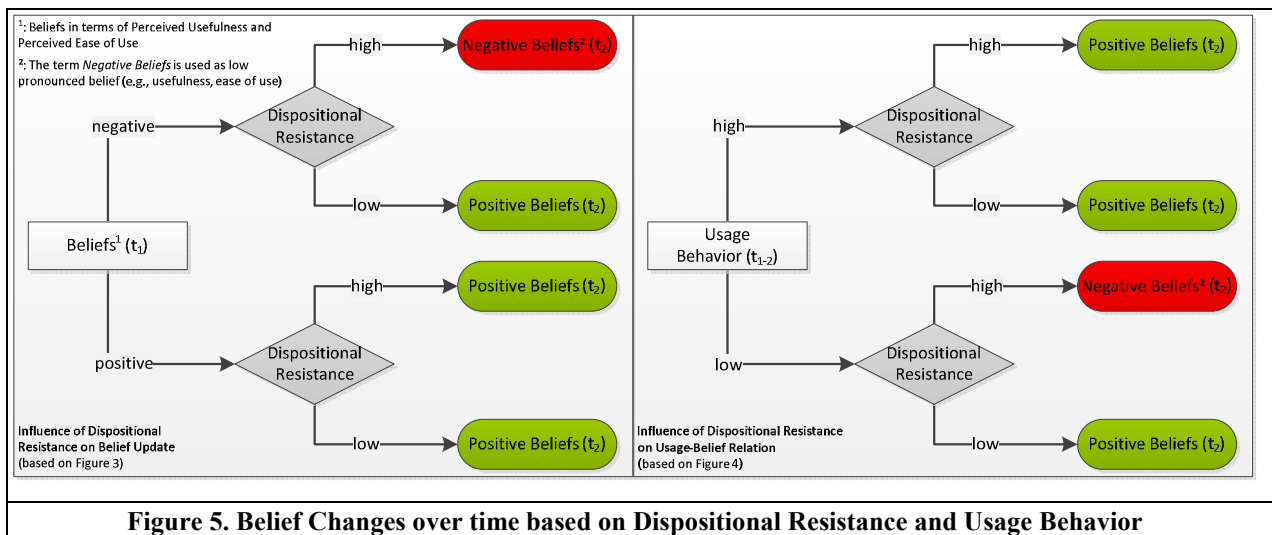 ¹: Beliefs in terms of Perceived Usefulness and
Perceived Ease of Use
²: The term Negative Beliefs is used as low
pronounced belief (e.g., usefulness, ease of use)
high
Negative Beliefs² (t₂)
Dispositional
Resistance
negative
low
Positive Beliefs (t₂)
Beliefs¹ (t₁)
high
Positive Beliefs (t₂)
Dispositional
Resistance
positive
low
Positive Beliefs (t₂)
Influence of Dispositional
Resistance on Belief Update
(based on Figure 3)
high
Positive Beliefs (t₂)
Dispositional
Resistance
high
low
Positive Beliefs (t₂)
Usage
Behavior (t₁₋₂)
high
Negative Beliefs² (t₂)
Dispositional
Resistance
low
low
Positive Beliefs (t₂)
Influence of Dispositional Resistance
on Usage-Belief Relation
(based on Figure 4)
Figure 5. Belief Changes over time based on Dispositional Resistance and Usage Behavior